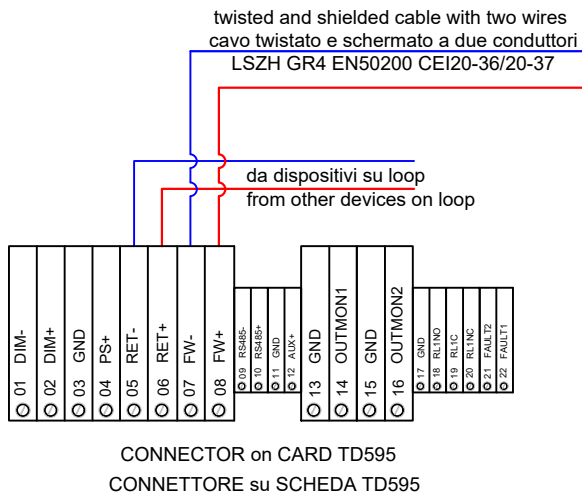 twisted and shielded cable with two wires
cavo twistato e schermato a due conduttori
LSZH GR4 EN50200 CEI20-36/20-37
da dispositivi su loop
from other devices on loop
01 DIM-
02 DIM+
03 GND
04 PS+
05 RET-
06 RET+
07 FW-
08 FW+
09 RS485-
10 RS485+
11 GND
12 AUX+
13 GND
14 OUTMON1
15 GND
16 OUTMON2
17 GND
18 RL1NO
19 RL1C
20 RL1NC
21 FAULT2
22 FAULT1
CONNECTOR on CARD TD595
CONNETTORE su SCHEDA TD595